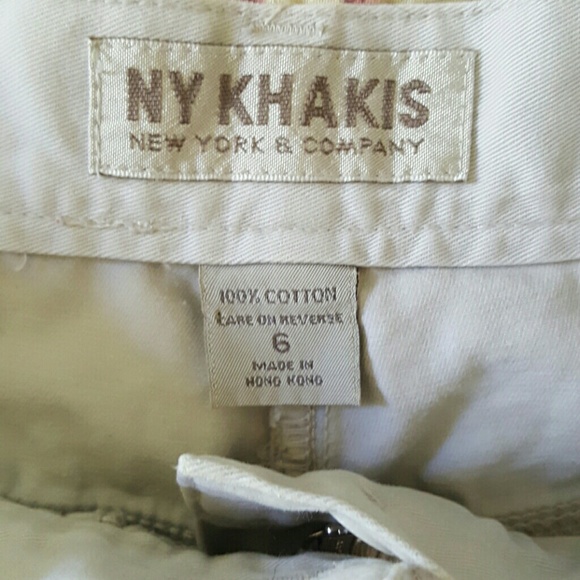 NY KHAKIS
NEW YORK & COMPANY
100% COTTON
CARE ON REVERSE
6
MADE IN
HONG KONG